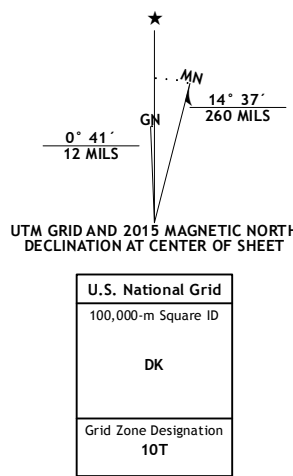 ★
MN
GN
14° 37´
260 MILS
0° 41´
12 MILS
UTM GRID AND 2015 MAGNETIC NORTH
DECLINATION AT CENTER OF SHEET
U.S. National Grid
100,000-m Square ID
DK
Grid Zone Designation
10T